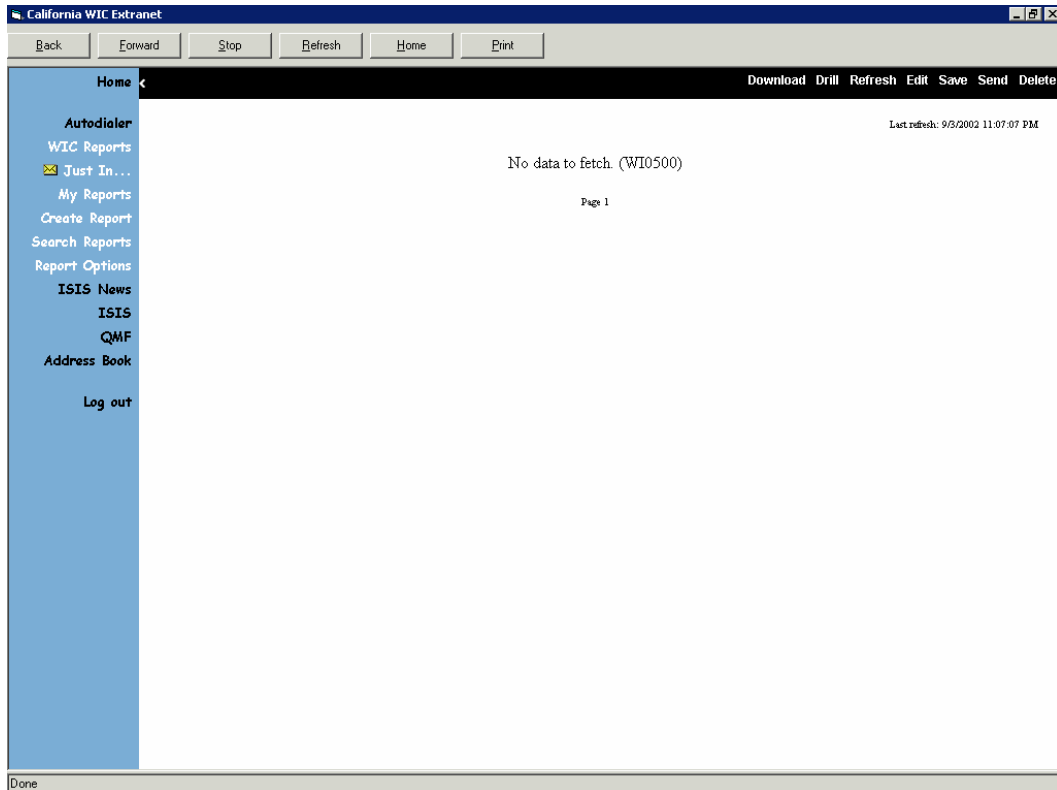 California WIC Extranet
Back Forward Stop Refresh Home Print
Home < Download Drill Refresh Edit Save Send Delete
Autodialer
Last refresh: 9/3/2002 11:07:07 PM
WIC Reports
No data to fetch. (WI0500)
Just In...
My Reports
Page 1
Create Report
Search Reports
Report Options
ISIS News
ISIS
QMF
Address Book
Log out
Done